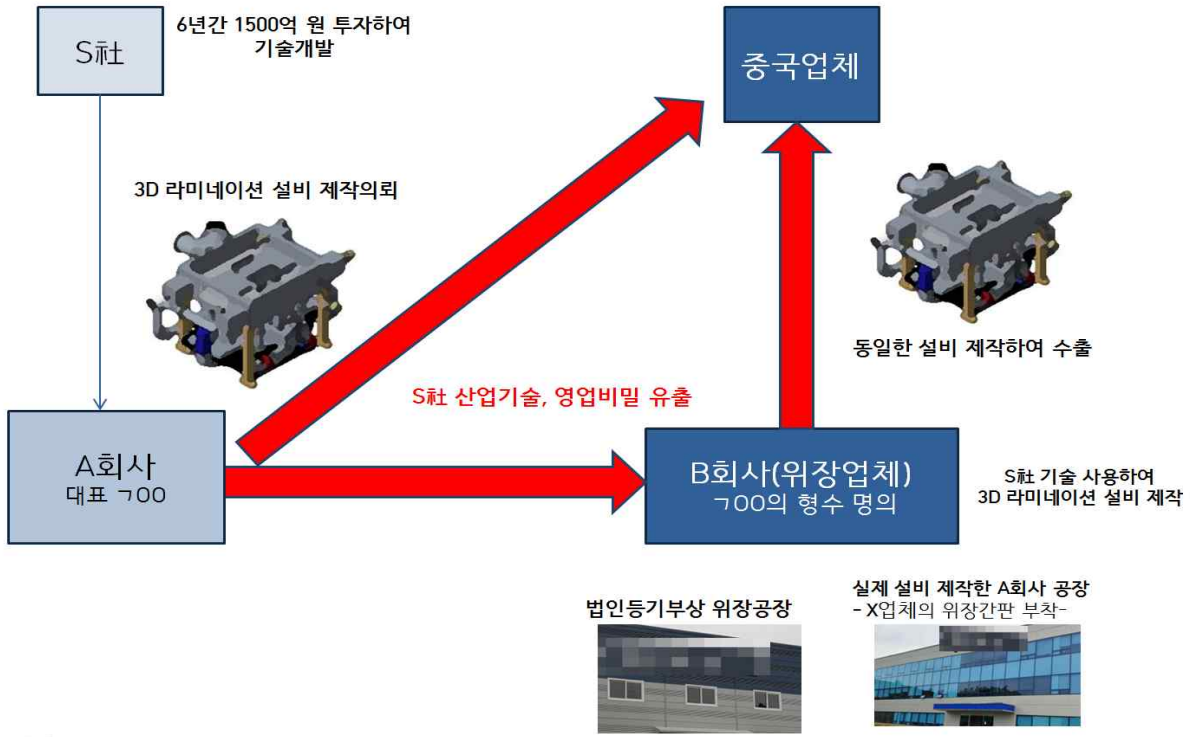 S社
6년간 1500억 원 투자하여
기술개발
중국업체
3D 라미네이션 설비 제작의뢰
동일한 설비 제작하여 수출
S社 산업기술, 영업비밀 유출
A회사
대표 ㄱOO
B회사(위장업체)
ㄱOO의 형수 명의
S社 기술 사용하여
3D 라미네이션 설비 제작
법인등기부상 위장공장
실제 설비 제작한 A회사 공장
- X업체의 위장간판 부착-